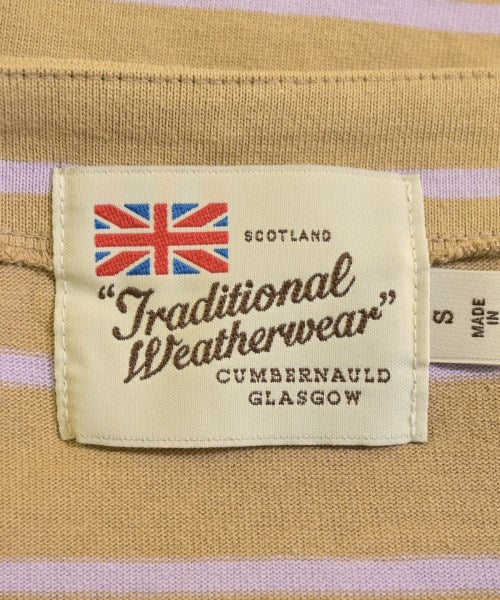 SCOTLAND
"Traditional
Weatherwear"
CUMBERNAULD
GLASGOW
S
MADE
IN